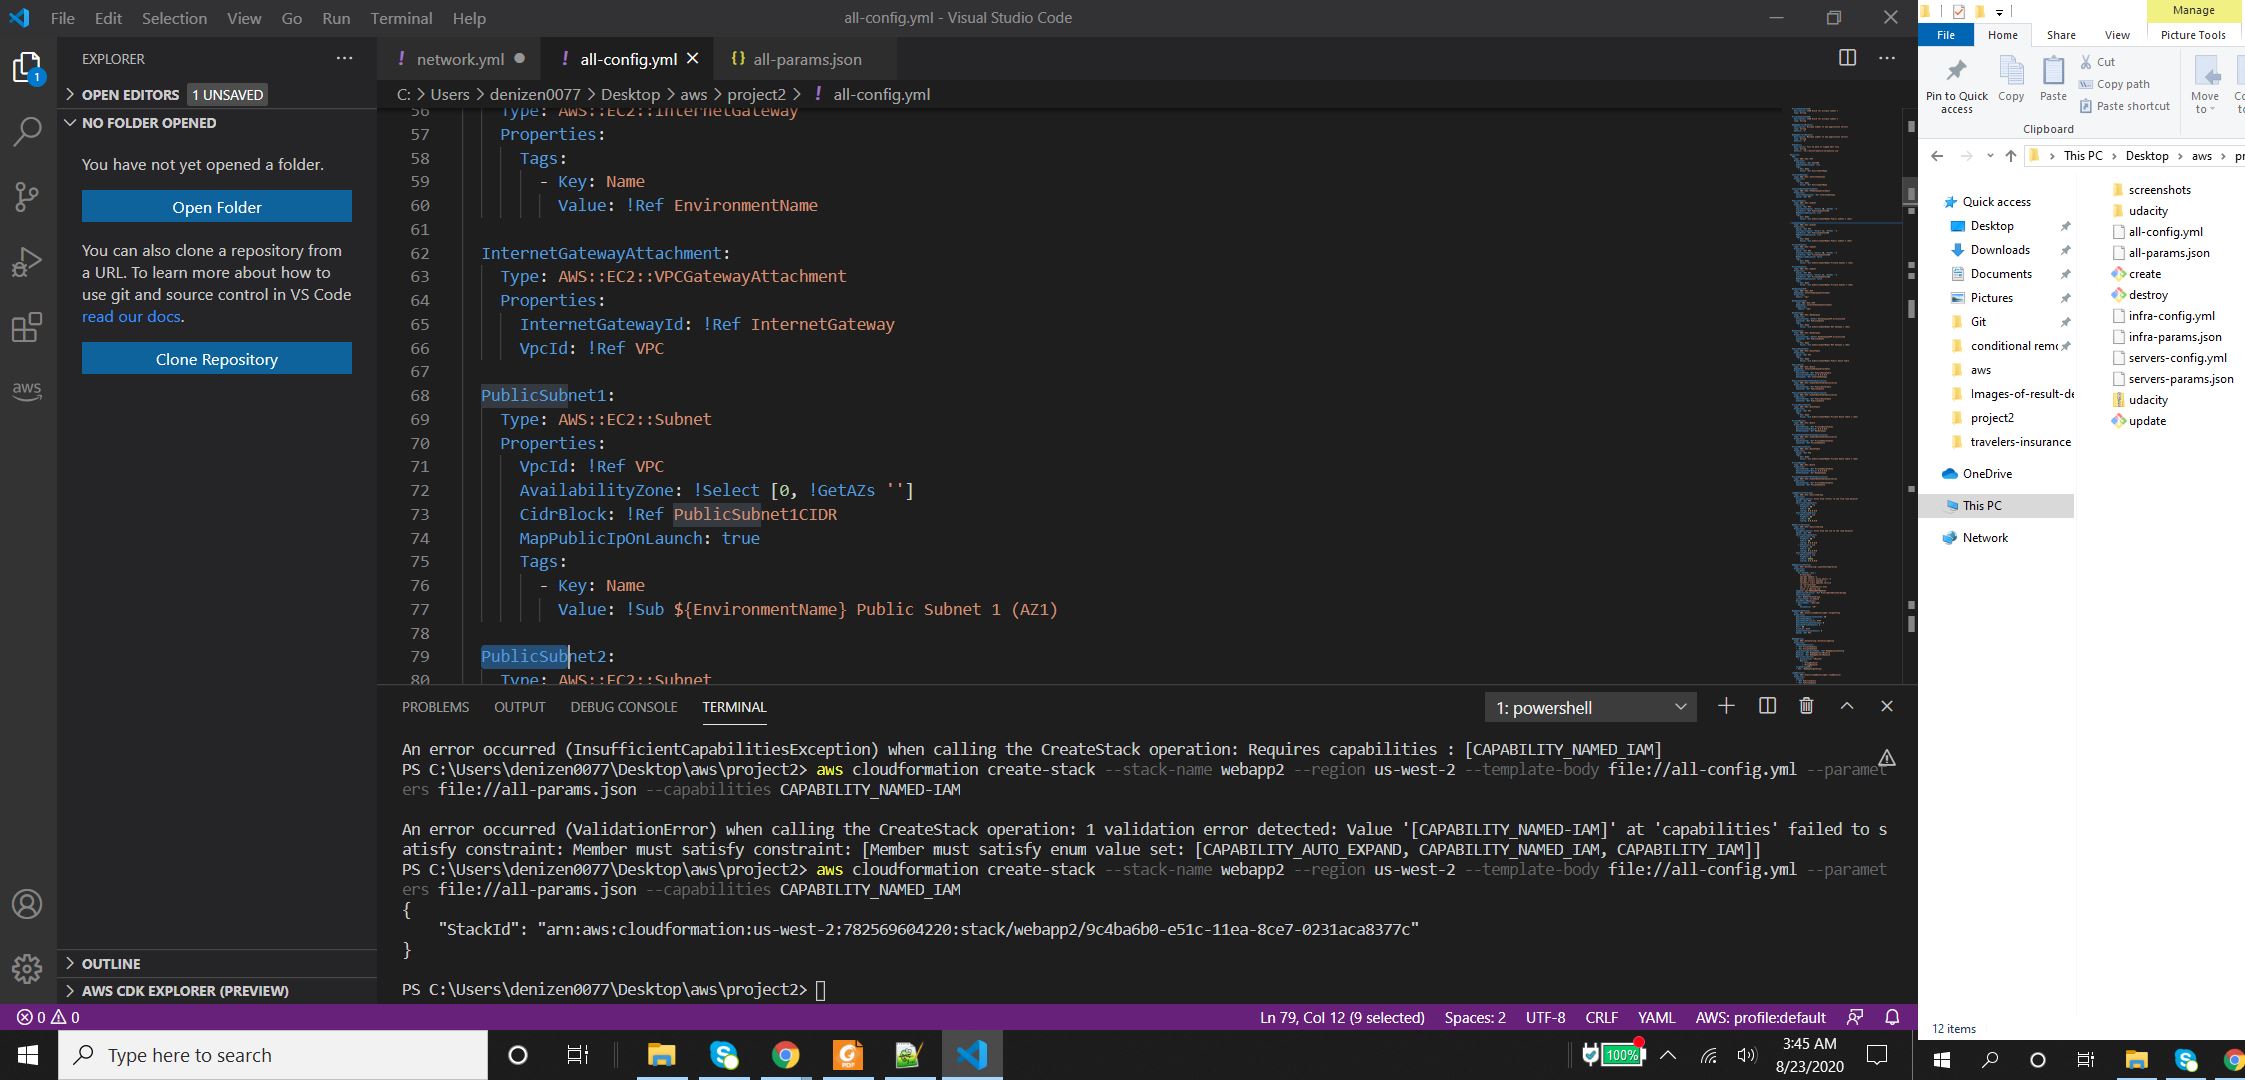 File Edit Selection View Go Run Terminal Help
all-config.yml - Visual Studio Code
EXPLORER
OPEN EDITORS 1 UNSAVED
NO FOLDER OPENED
You have not yet opened a folder.
Open Folder
You can also clone a repository from
a URL. To learn more about how to
use git and source control in VS Code
read our docs.
Clone Repository
1
aws
OUTLINE
AWS CDK EXPLORER (PREVIEW)
! network.yml
! all-config.yml
{} all-params.json
C: > Users > denizen0077 > Desktop > aws > project2 > ! all-config.yml
56 Type: AWS::EC2::InternetGateway
57 Properties:
58 Tags:
59 - Key: Name
60 Value: !Ref EnvironmentName
61
62 InternetGatewayAttachment:
63 Type: AWS::EC2::VPCGatewayAttachment
64 Properties:
65 InternetGatewayId: !Ref InternetGateway
66 VpcId: !Ref VPC
67
68 PublicSubnet1:
69 Type: AWS::EC2::Subnet
70 Properties:
71 VpcId: !Ref VPC
72 AvailabilityZone: !Select [0, !GetAZs '']
73 CidrBlock: !Ref PublicSubnet1CIDR
74 MapPublicIpOnLaunch: true
75 Tags:
76 - Key: Name
77 Value: !Sub ${EnvironmentName} Public Subnet 1 (AZ1)
78
79 PublicSubnet2:
80 Type: AWS::EC2::Subnet
PROBLEMS OUTPUT DEBUG CONSOLE TERMINAL
1: powershell
An error occurred (InsufficientCapabilitiesException) when calling the CreateStack operation: Requires capabilities : [CAPABILITY_NAMED_IAM]
PS C:\Users\denizen0077\Desktop\aws\project2> aws cloudformation create-stack --stack-name webapp2 --region us-west-2 --template-body file://all-config.yml --paramet
ers file://all-params.json --capabilities CAPABILITY_NAMED-IAM
An error occurred (ValidationError) when calling the CreateStack operation: 1 validation error detected: Value '[CAPABILITY_NAMED-IAM]' at 'capabilities' failed to s
atisfy constraint: Member must satisfy constraint: [Member must satisfy enum value set: [CAPABILITY_AUTO_EXPAND, CAPABILITY_NAMED_IAM, CAPABILITY_IAM]]
PS C:\Users\denizen0077\Desktop\aws\project2> aws cloudformation create-stack --stack-name webapp2 --region us-west-2 --template-body file://all-config.yml --paramet
ers file://all-params.json --capabilities CAPABILITY_NAMED_IAM
{
"StackId": "arn:aws:cloudformation:us-west-2:782569604220:stack/webapp2/9c4ba6b0-e51c-11ea-8ce7-0231aca8377c"
}
PS C:\Users\denizen0077\Desktop\aws\project2>
0 0
Ln 79, Col 12 (9 selected) Spaces: 2 UTF-8 CRLF YAML AWS: profile:default
Type here to search
100%
3:45 AM
8/23/2020
Manage
File Home Share View Picture Tools
Pin to Quick
access
Copy
Paste
Cut
Copy path
Paste shortcut
Move
to
Clipboard
This PC > Desktop > aws >
Quick access
Desktop
Downloads
Documents
Pictures
Git
conditional
aws
project2
travelers-insurance
OneDrive
This PC
Network
screenshots
udacity
all-config.yml
all-params.json
create
destroy
infra-config.yml
infra-params.json
servers-config.yml
servers-params.json
udacity
update
12 items